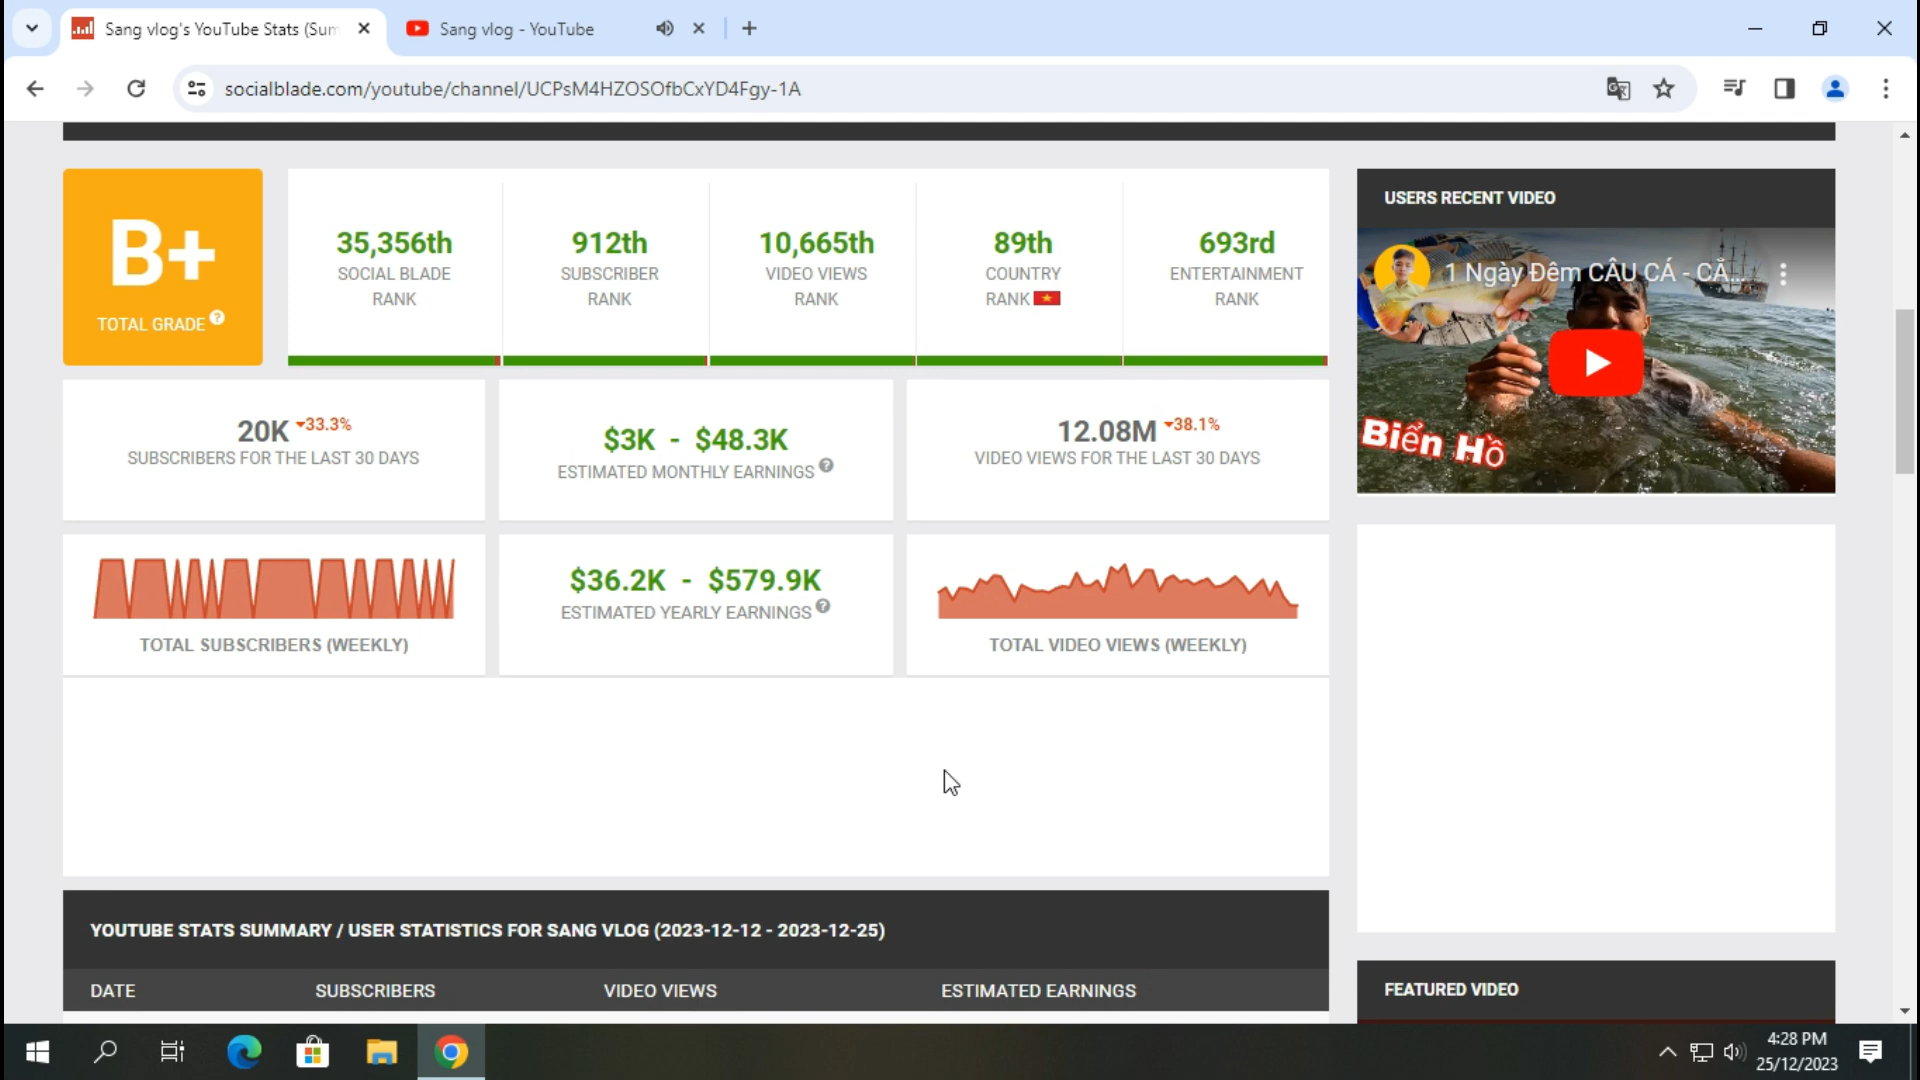 Sang vlog's YouTube Stats (Sum
Sang vlog - YouTube
socialblade.com/youtube/channel/UCPsM4HZOSOfbCxYD4Fgy-1A
B+
TOTAL GRADE
35,356th
SOCIAL BLADE
RANK
912th
SUBSCRIBER
RANK
10,665th
VIDEO VIEWS
RANK
89th
COUNTRY
RANK
693rd
ENTERTAINMENT
RANK
USERS RECENT VIDEO
1 Ngày Đêm CÂU CÁ - CẮ...
Biển Hồ
20K -33.3%
SUBSCRIBERS FOR THE LAST 30 DAYS
$3K - $48.3K
ESTIMATED MONTHLY EARNINGS
12.08M -38.1%
VIDEO VIEWS FOR THE LAST 30 DAYS
TOTAL SUBSCRIBERS (WEEKLY)
$36.2K - $579.9K
ESTIMATED YEARLY EARNINGS
TOTAL VIDEO VIEWS (WEEKLY)
YOUTUBE STATS SUMMARY / USER STATISTICS FOR SANG VLOG (2023-12-12 - 2023-12-25)
DATE SUBSCRIBERS VIDEO VIEWS ESTIMATED EARNINGS
FEATURED VIDEO
4:28 PM
25/12/2023